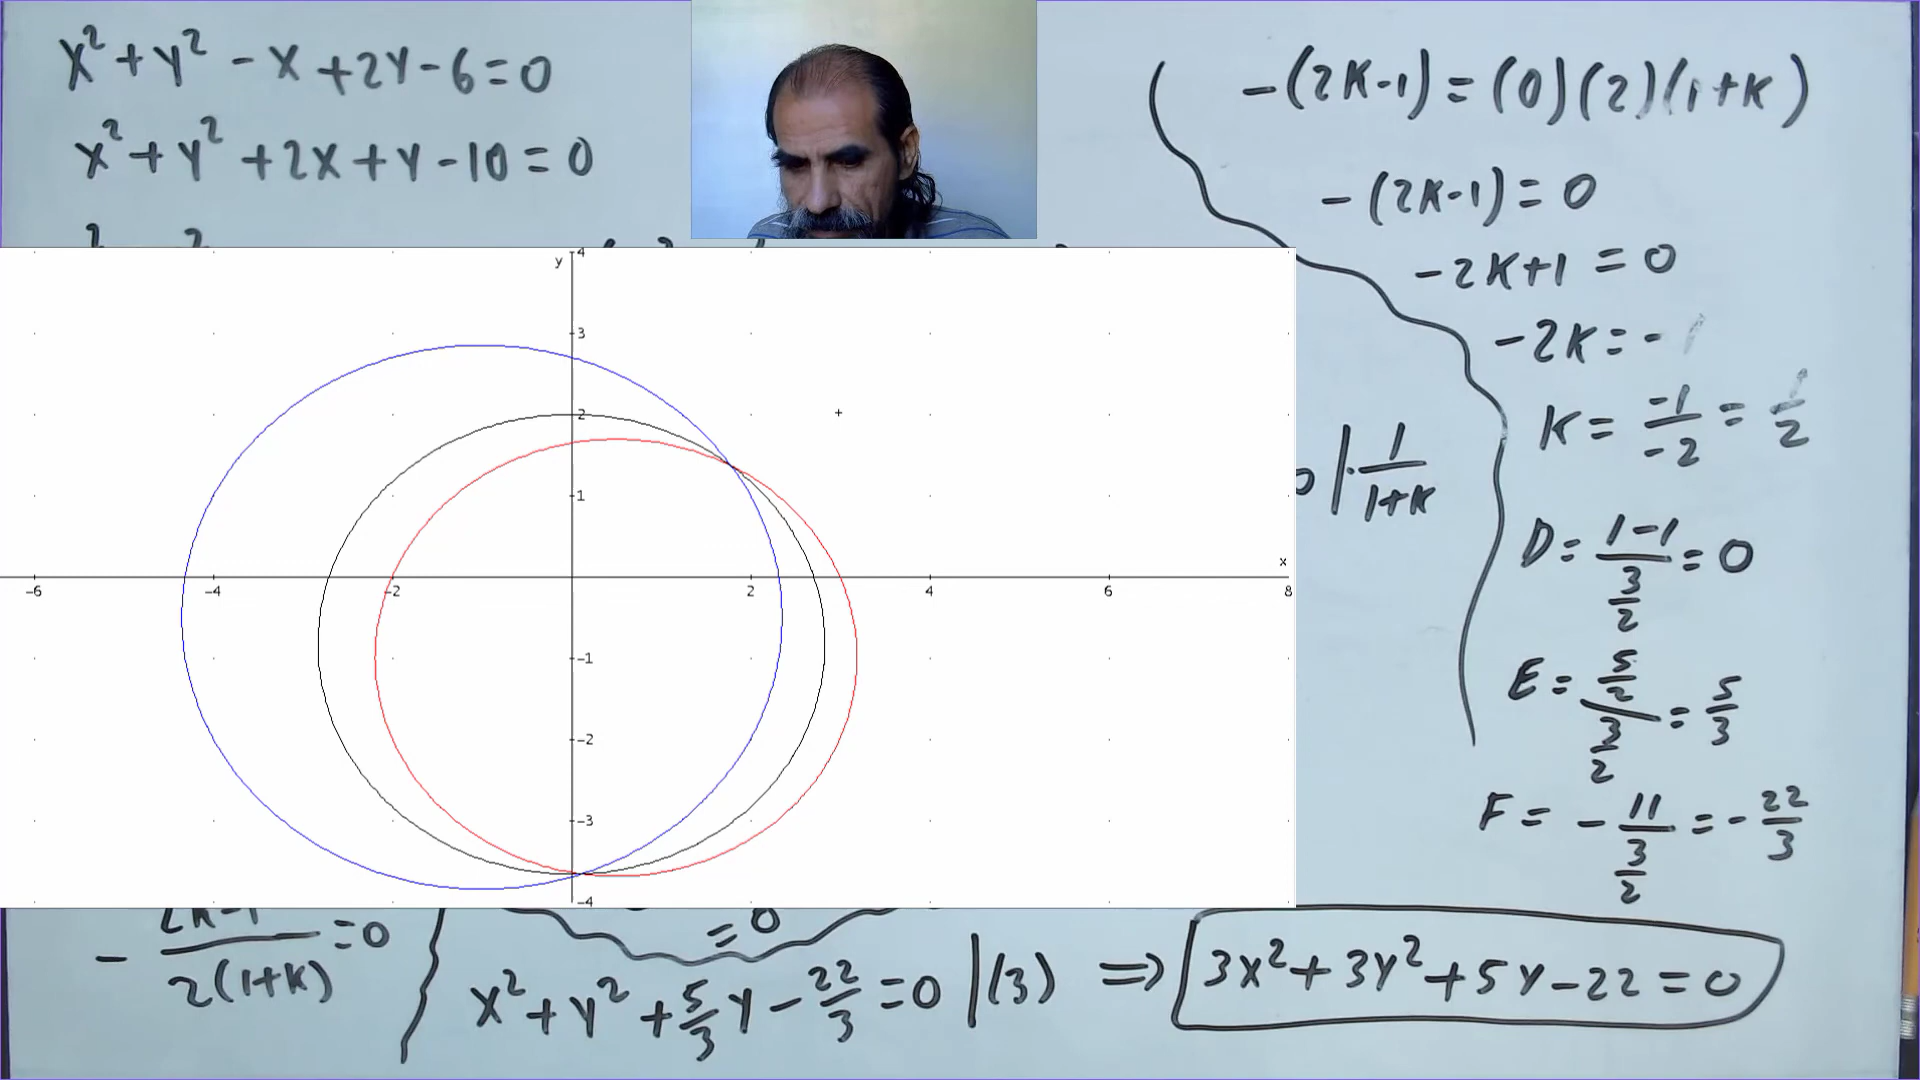 x² + y² - x + 2y - 6 = 0
x² + y² + 2x + y - 10 = 0
-(2k-1) = (0)(2)(1+k)
-(2k-1) = 0
-2k+1 = 0
-2k = -1
k = -1/-2 = 1/2
0 | · 1/(1+k)
D = (1-1)/(3/2) = 0
E = (5/2)/(3/2) = 5/3
F = - 11/(3/2) = - 22/3
y
4
3
2
1
-1
-2
-3
-4
x
-6 -4 -2 2 4 6 8
- (2k-1)/(2(1+k)) = 0
= 0
x² + y² + 5/3 y - 22/3 = 0 |(3) ⇒ 3x² + 3y² + 5y - 22 = 0